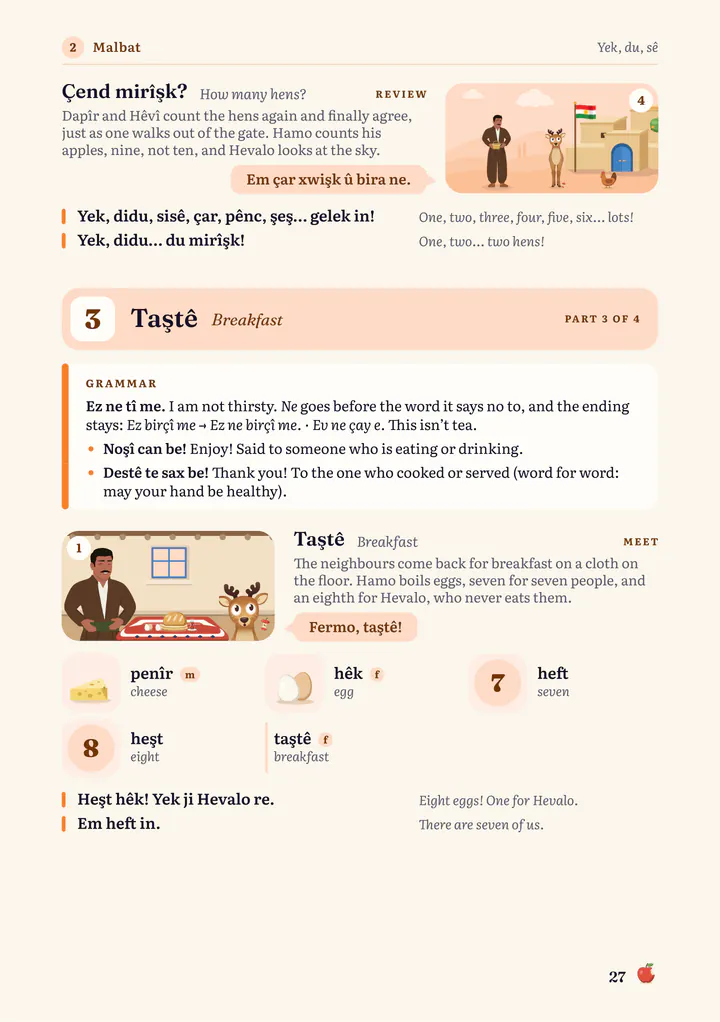 2 Malbat
Yek, du, sê
Çend mirîşk? How many hens? REVIEW
Dapîr and Hêvî count the hens again and finally agree,
just as one walks out of the gate. Hamo counts his
apples, nine, not ten, and Hevalo looks at the sky.
Em çar xwişk û bira ne.
4
Yek, didu, sisê, çar, pênc, şeş… gelek in! One, two, three, four, five, six… lots!
Yek, didu… du mirîşk! One, two… two hens!
3 Taştê Breakfast PART 3 OF 4
GRAMMAR
Ez ne tî me. I am not thirsty. Ne goes before the word it says no to, and the ending
stays: Ez birçî me → Ez ne birçî me. · Ev ne çay e. This isn't tea.
• Noşî can be! Enjoy! Said to someone who is eating or drinking.
• Destê te sax be! Thank you! To the one who cooked or served (word for word:
may your hand be healthy).
1
Taştê Breakfast MEET
The neighbours come back for breakfast on a cloth on
the floor. Hamo boils eggs, seven for seven people, and
an eighth for Hevalo, who never eats them.
Fermo, taştê!
penîr m
cheese
hêk f
egg
7
heft
seven
8
heşt
eight
taştê f
breakfast
Heşt hêk! Yek ji Hevalo re. Eight eggs! One for Hevalo.
Em heft in. There are seven of us.
27